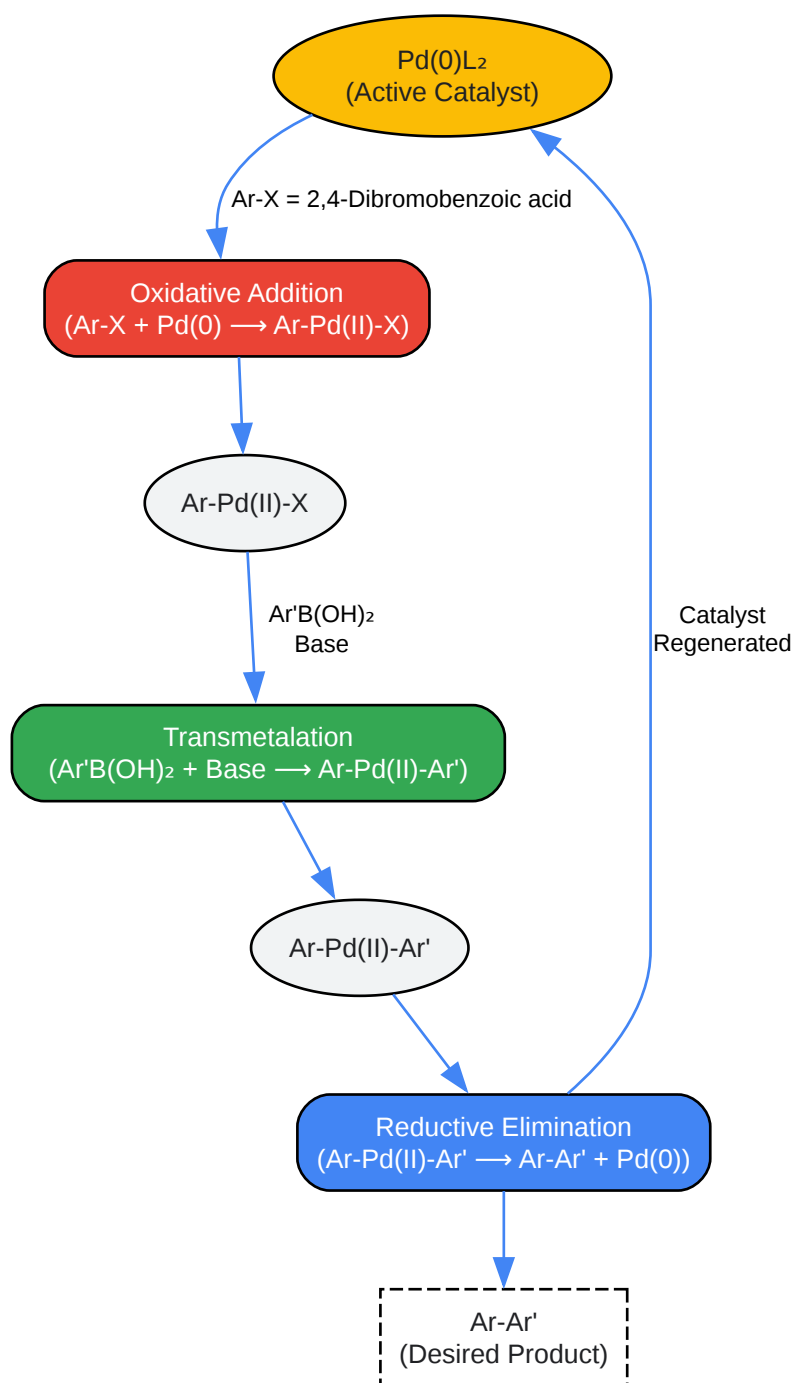 Pd(0)L₂
(Active Catalyst)
Ar-X = 2,4-Dibromobenzoic acid
Oxidative Addition
(Ar-X + Pd(0) ⟶ Ar-Pd(II)-X)
Ar-Pd(II)-X
Ar'B(OH)₂
Base
Catalyst
Regenerated
Transmetalation
(Ar'B(OH)₂ + Base ⟶ Ar-Pd(II)-Ar')
Ar-Pd(II)-Ar'
Reductive Elimination
(Ar-Pd(II)-Ar' ⟶ Ar-Ar' + Pd(0))
Ar-Ar'
(Desired Product)